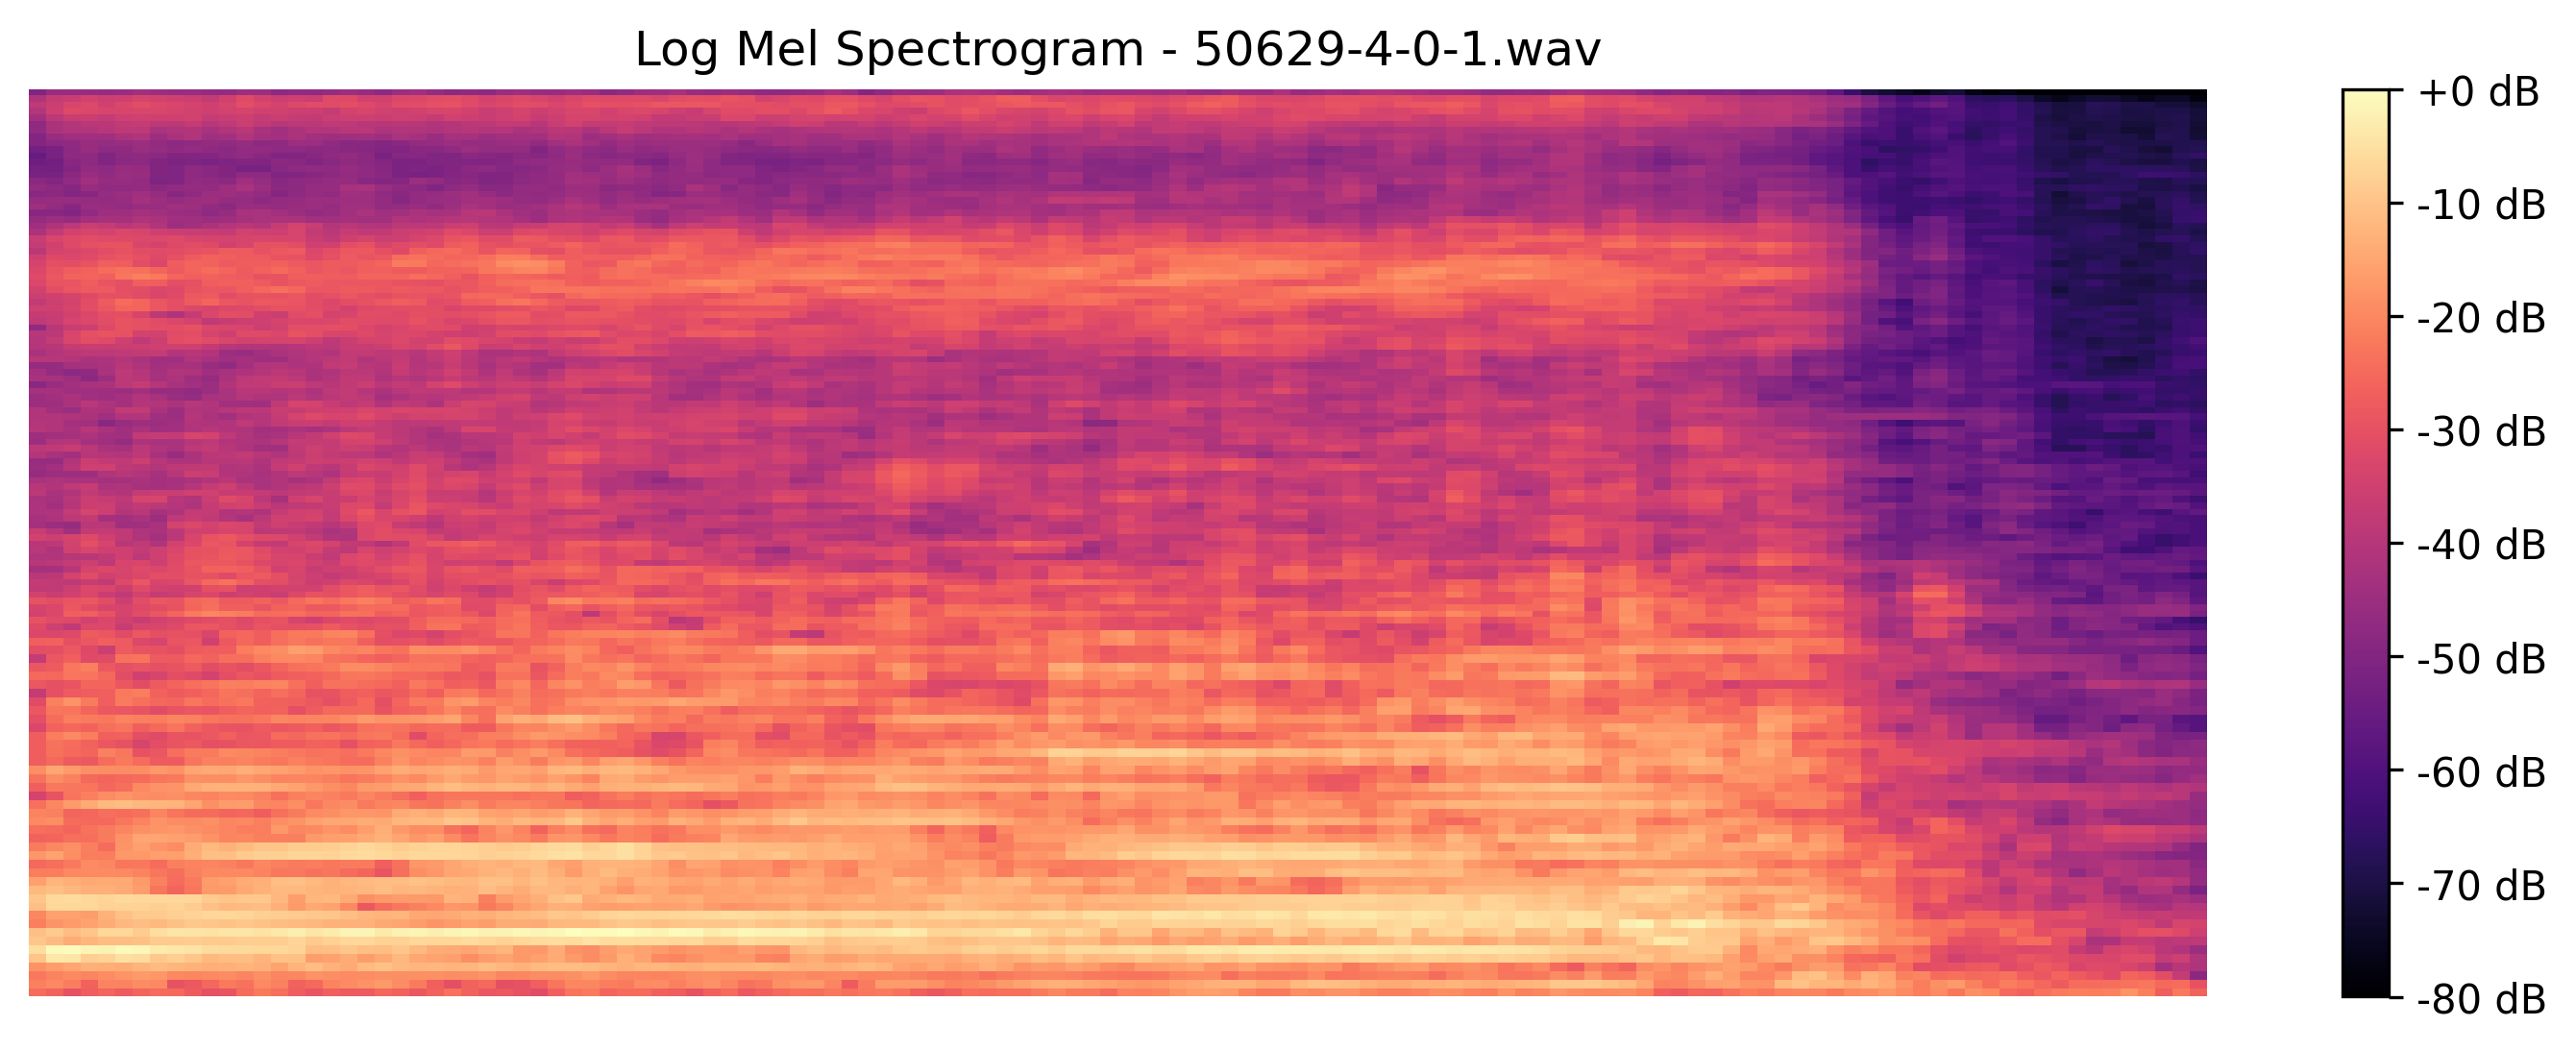 Log Mel Spectrogram - 50629-4-0-1.wav
+0 dB
-10 dB
-20 dB
-30 dB
-40 dB
-50 dB
-60 dB
-70 dB
-80 dB